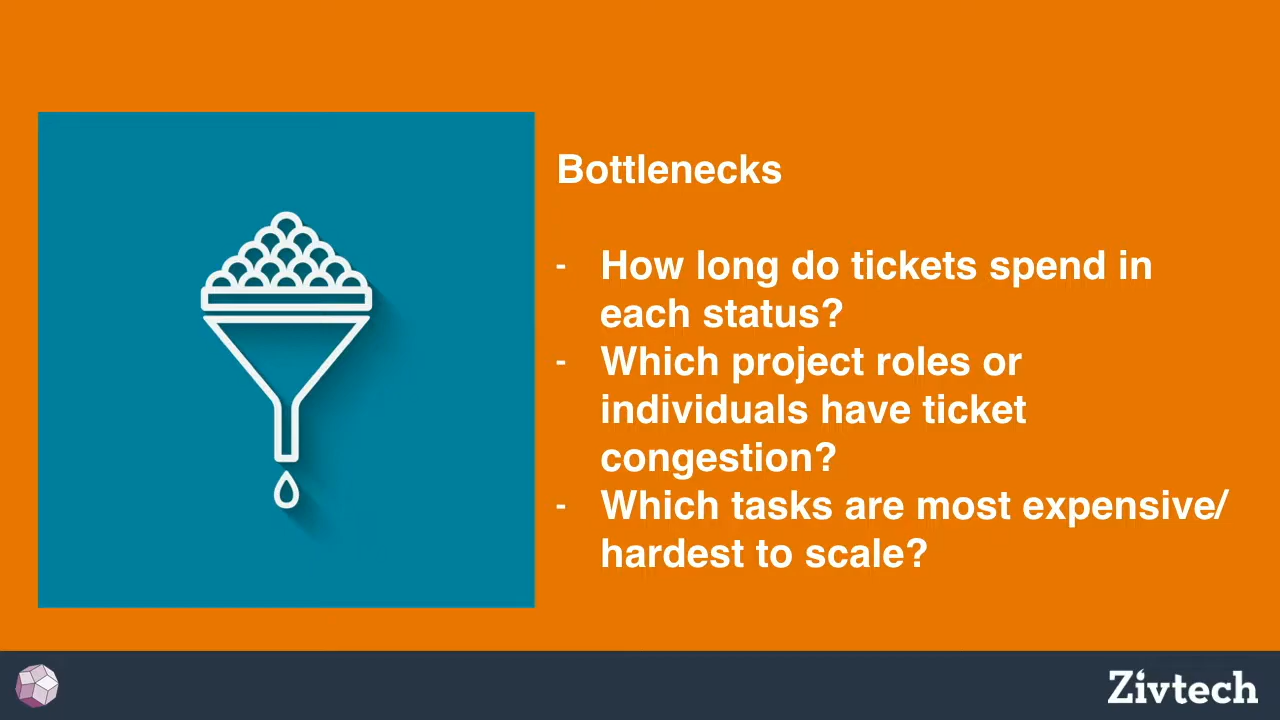 Bottlenecks
- How long do tickets spend in
each status?
- Which project roles or
individuals have ticket
congestion?
- Which tasks are most expensive/
hardest to scale?
Zivtech